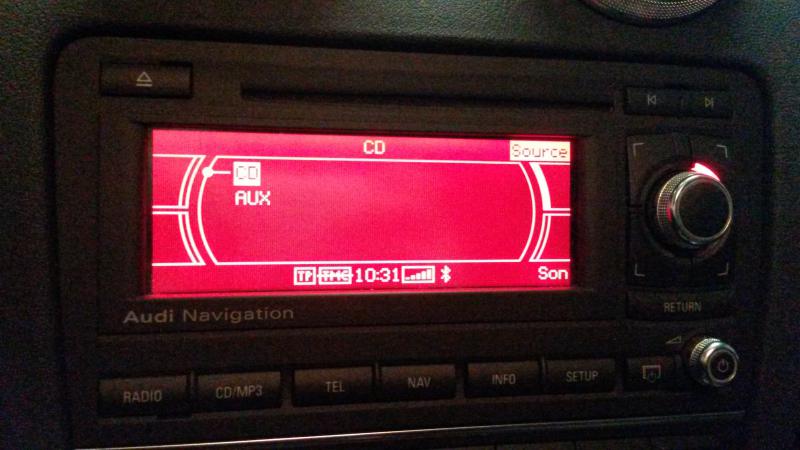 CD
Source
CD
AUX
TP TMC 10:31
Son
Audi Navigation
RETURN
RADIO
CD/MP3
TEL
NAV
INFO
SETUP